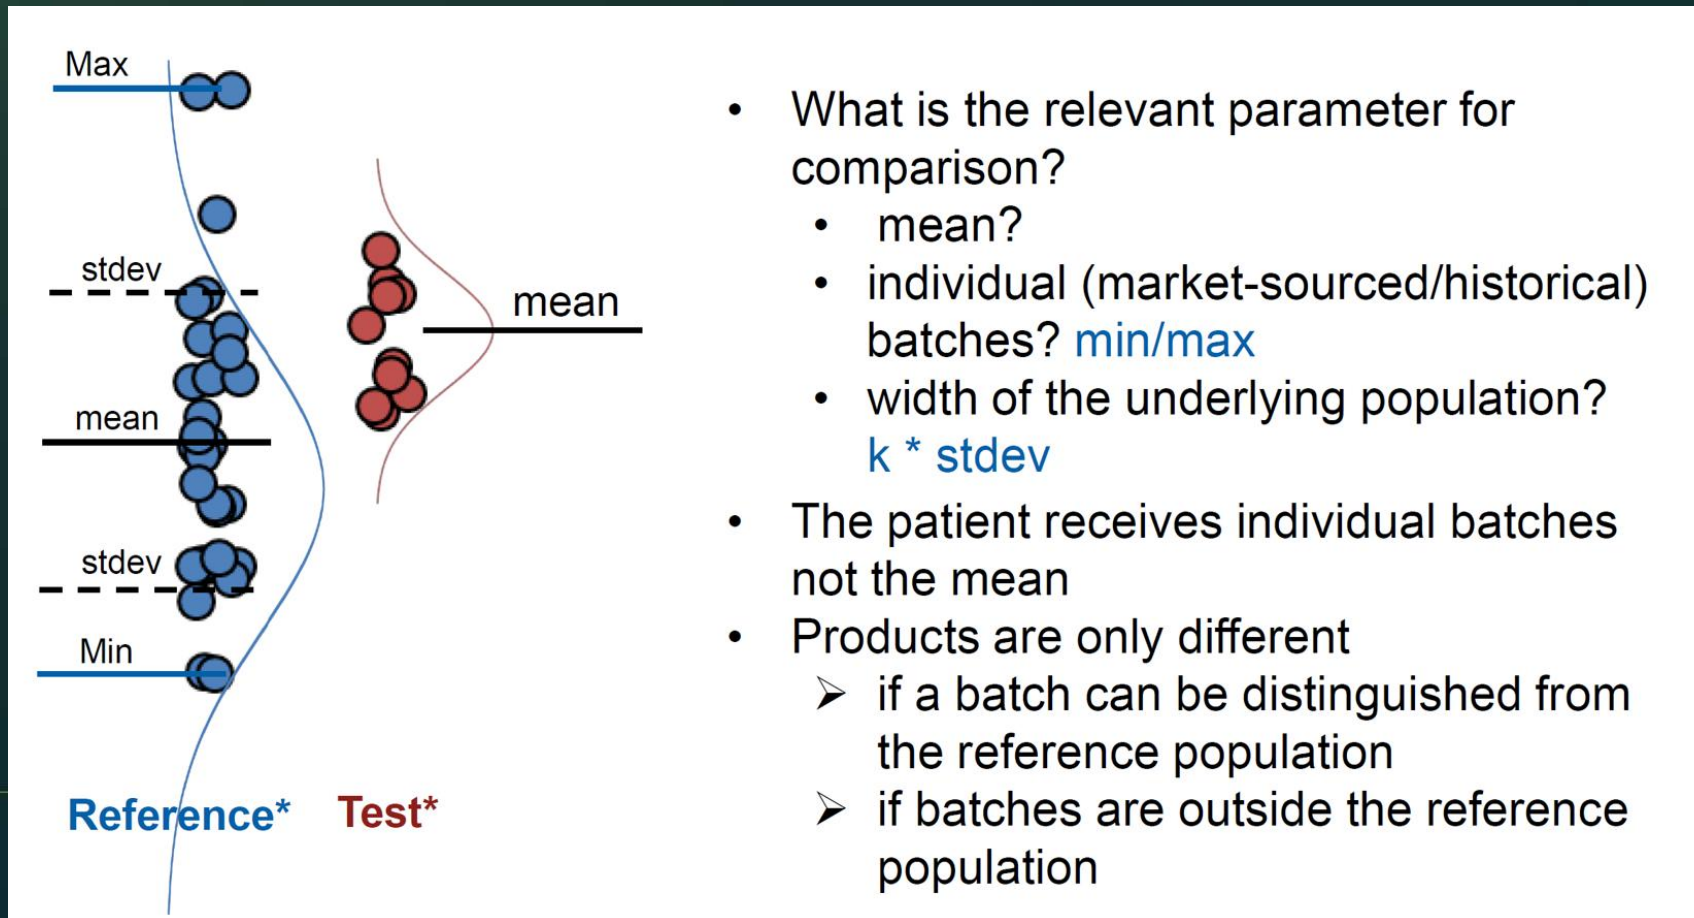 Max
stdev
mean
stdev
Min
mean
Reference*
Test*
• What is the relevant parameter for
comparison?
• mean?
• individual (market-sourced/historical)
batches? min/max
• width of the underlying population?
k * stdev
• The patient receives individual batches
not the mean
• Products are only different
➢ if a batch can be distinguished from
the reference population
➢ if batches are outside the reference
population